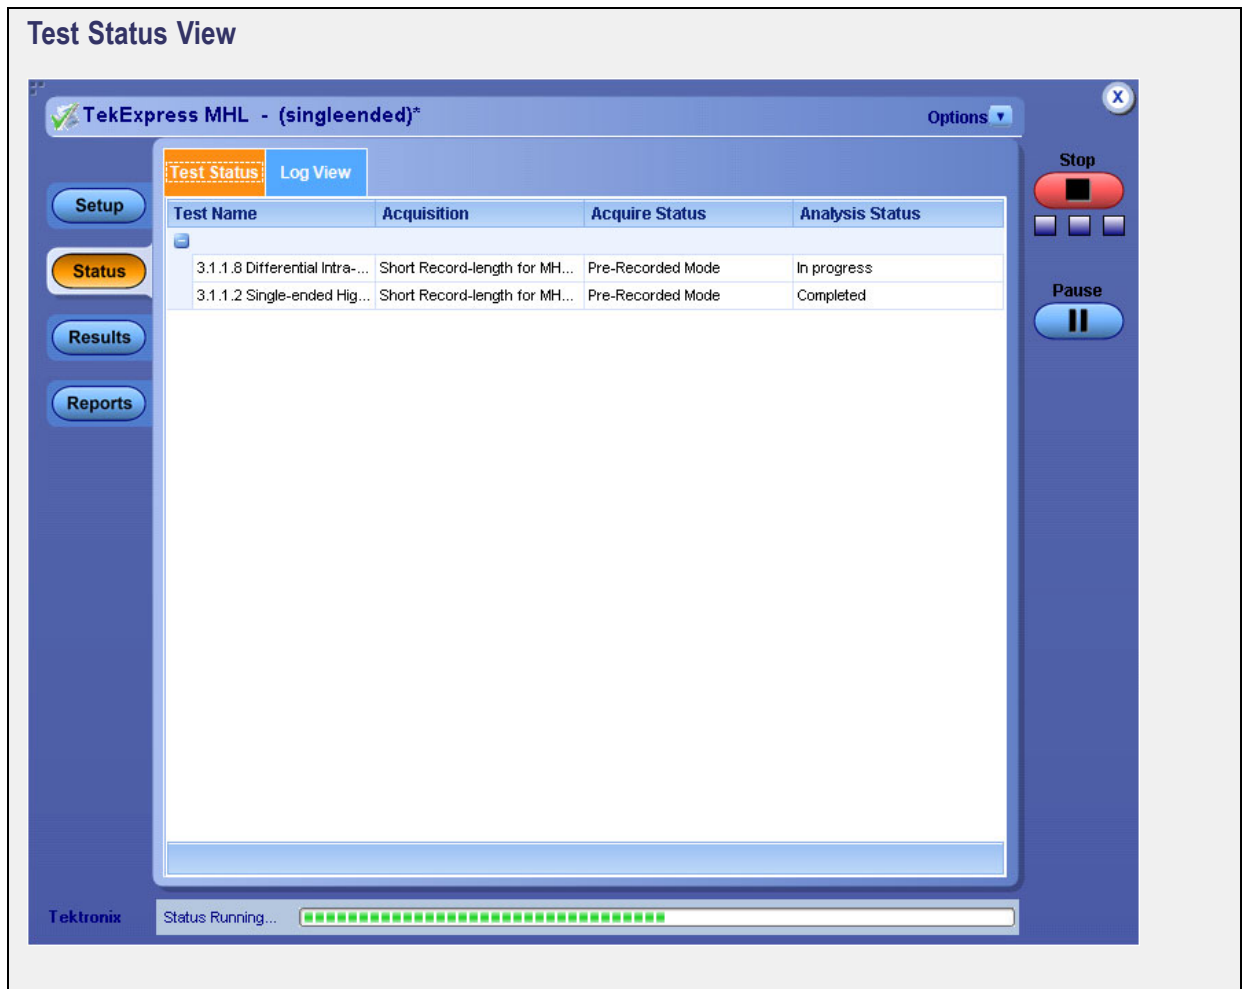 Test Status View
TekExpress MHL - (singleended)*
Options
X
Stop
Test Status Log View
Setup
Test Name Acquisition Acquire Status Analysis Status
Status
3.1.1.8 Differential Intra-... Short Record-length for MH... Pre-Recorded Mode In progress
3.1.1.2 Single-ended Hig... Short Record-length for MH... Pre-Recorded Mode Completed
Pause
Results
Reports
Tektronix
Status Running...